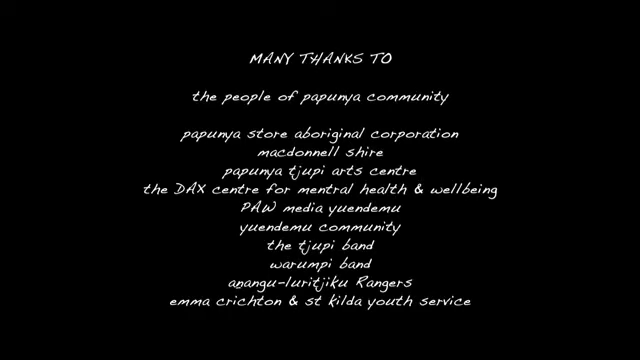 MANY THANKS TO
the people of papunya community
papunya store aboriginal corporation
macdonnell shire
papunya tjupi arts centre
the DAX centre for mentral health & wellbeing
PAW media yuendemu
yuendemu community
the tjupi band
warumpi band
anangu-luritjiku Rangers
emma crichton & st kilda youth service